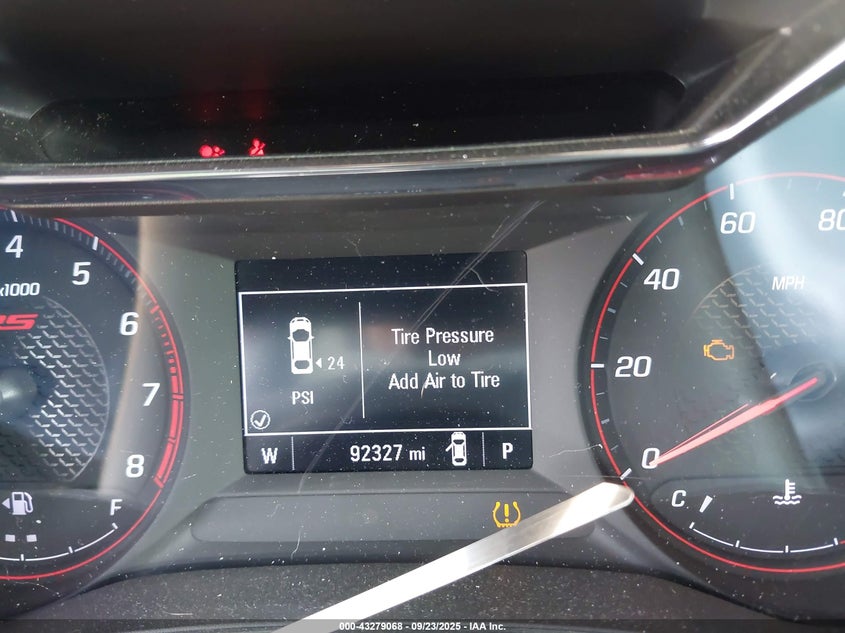 4
5
x1000
RS
6
7
8
F
24
PSI
Tire Pressure
Low
Add Air to Tire
W
92327 mi
P
60
80
40
MPH
20
0
C
000-43279068 - 09/23/2025 - IAA Inc.